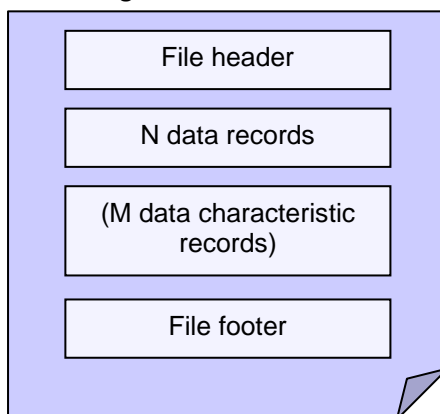 File header
N data records
(M data characteristic
records)
File footer